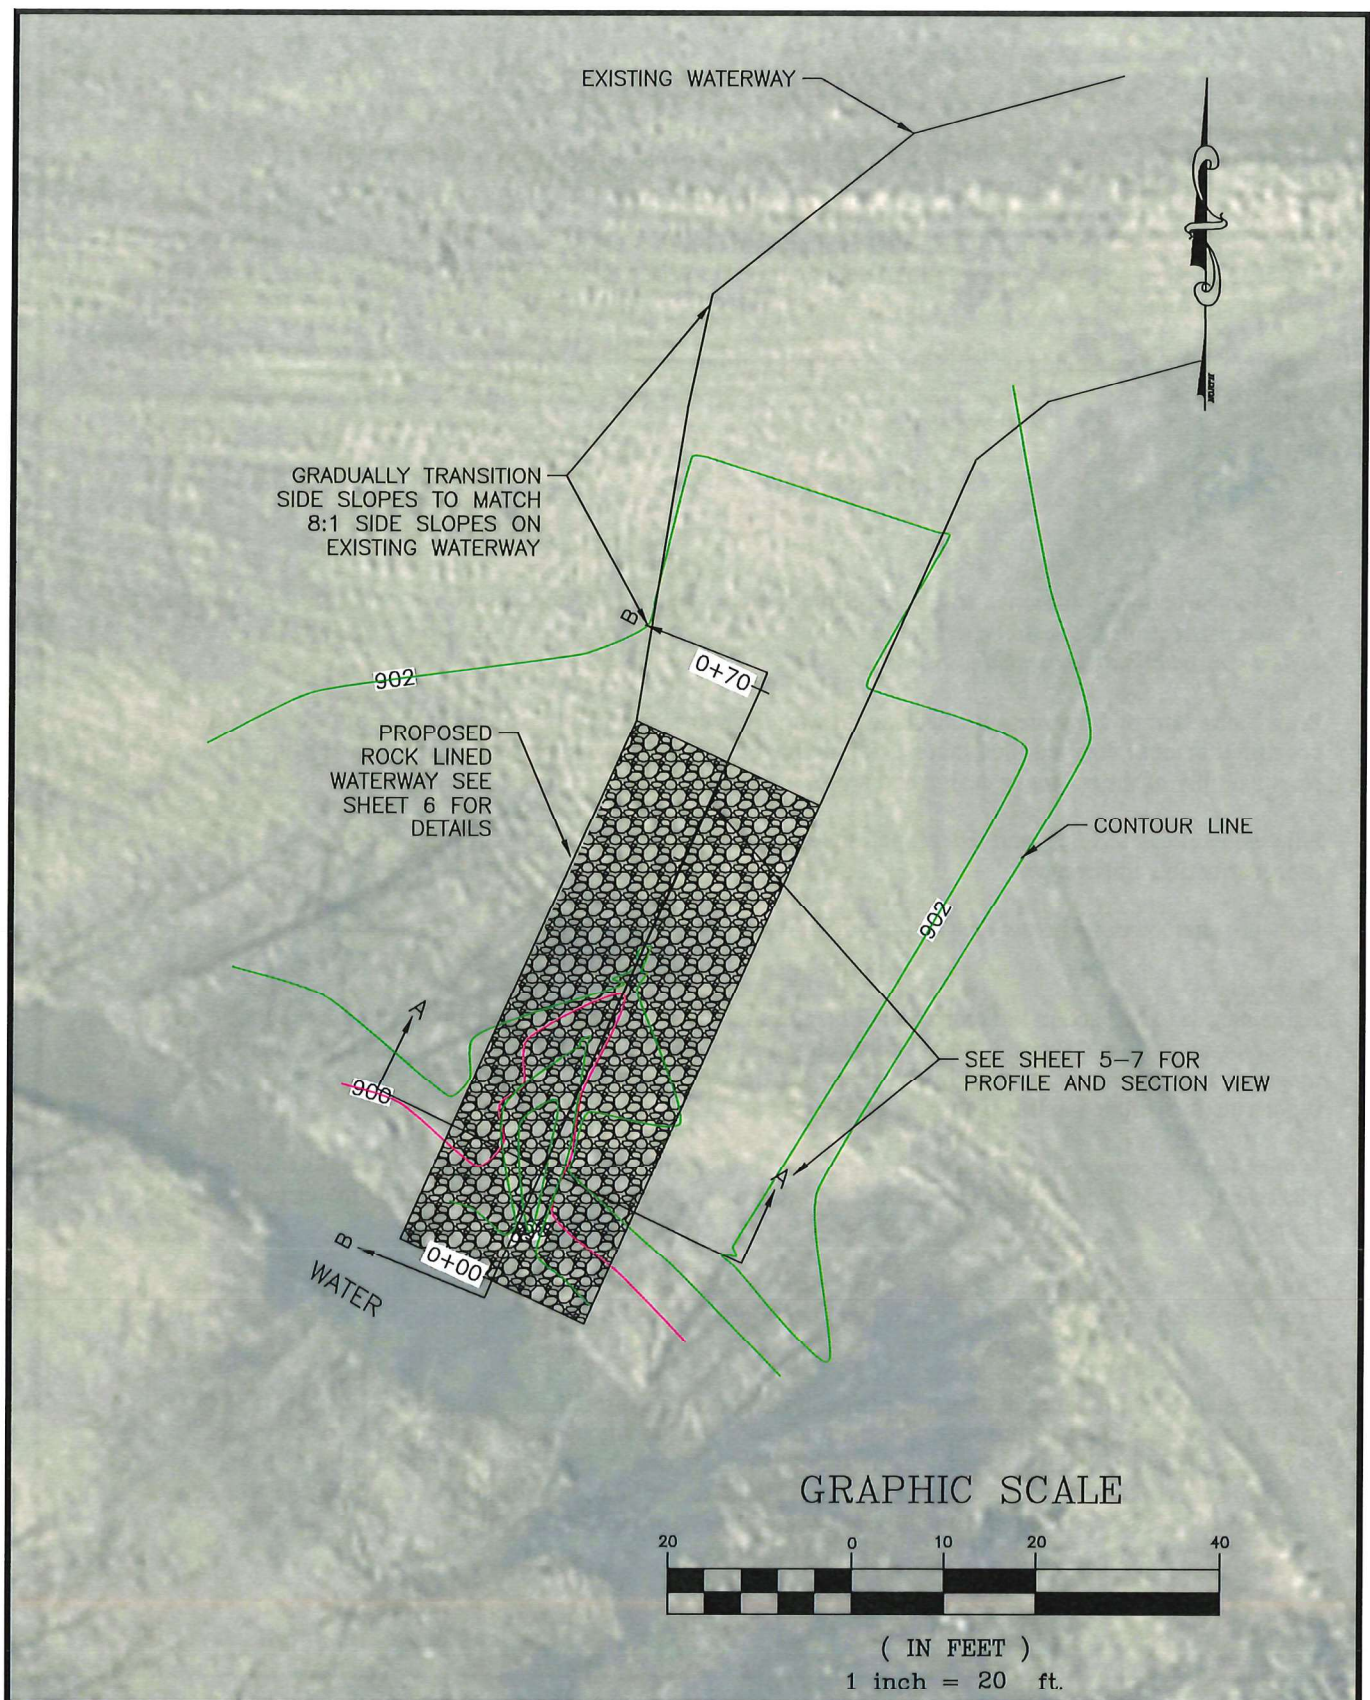 EXISTING WATERWAY
NORTH
GRADUALLY TRANSITION
SIDE SLOPES TO MATCH
8:1 SIDE SLOPES ON
EXISTING WATERWAY
B
0+70
902
PROPOSED
ROCK LINED
WATERWAY SEE
SHEET 6 FOR
DETAILS
CONTOUR LINE
902
A
SEE SHEET 5-7 FOR
PROFILE AND SECTION VIEW
900
A
B
0+00
WATER
GRAPHIC SCALE
20 0 10 20 40
( IN FEET )
1 inch = 20 ft.